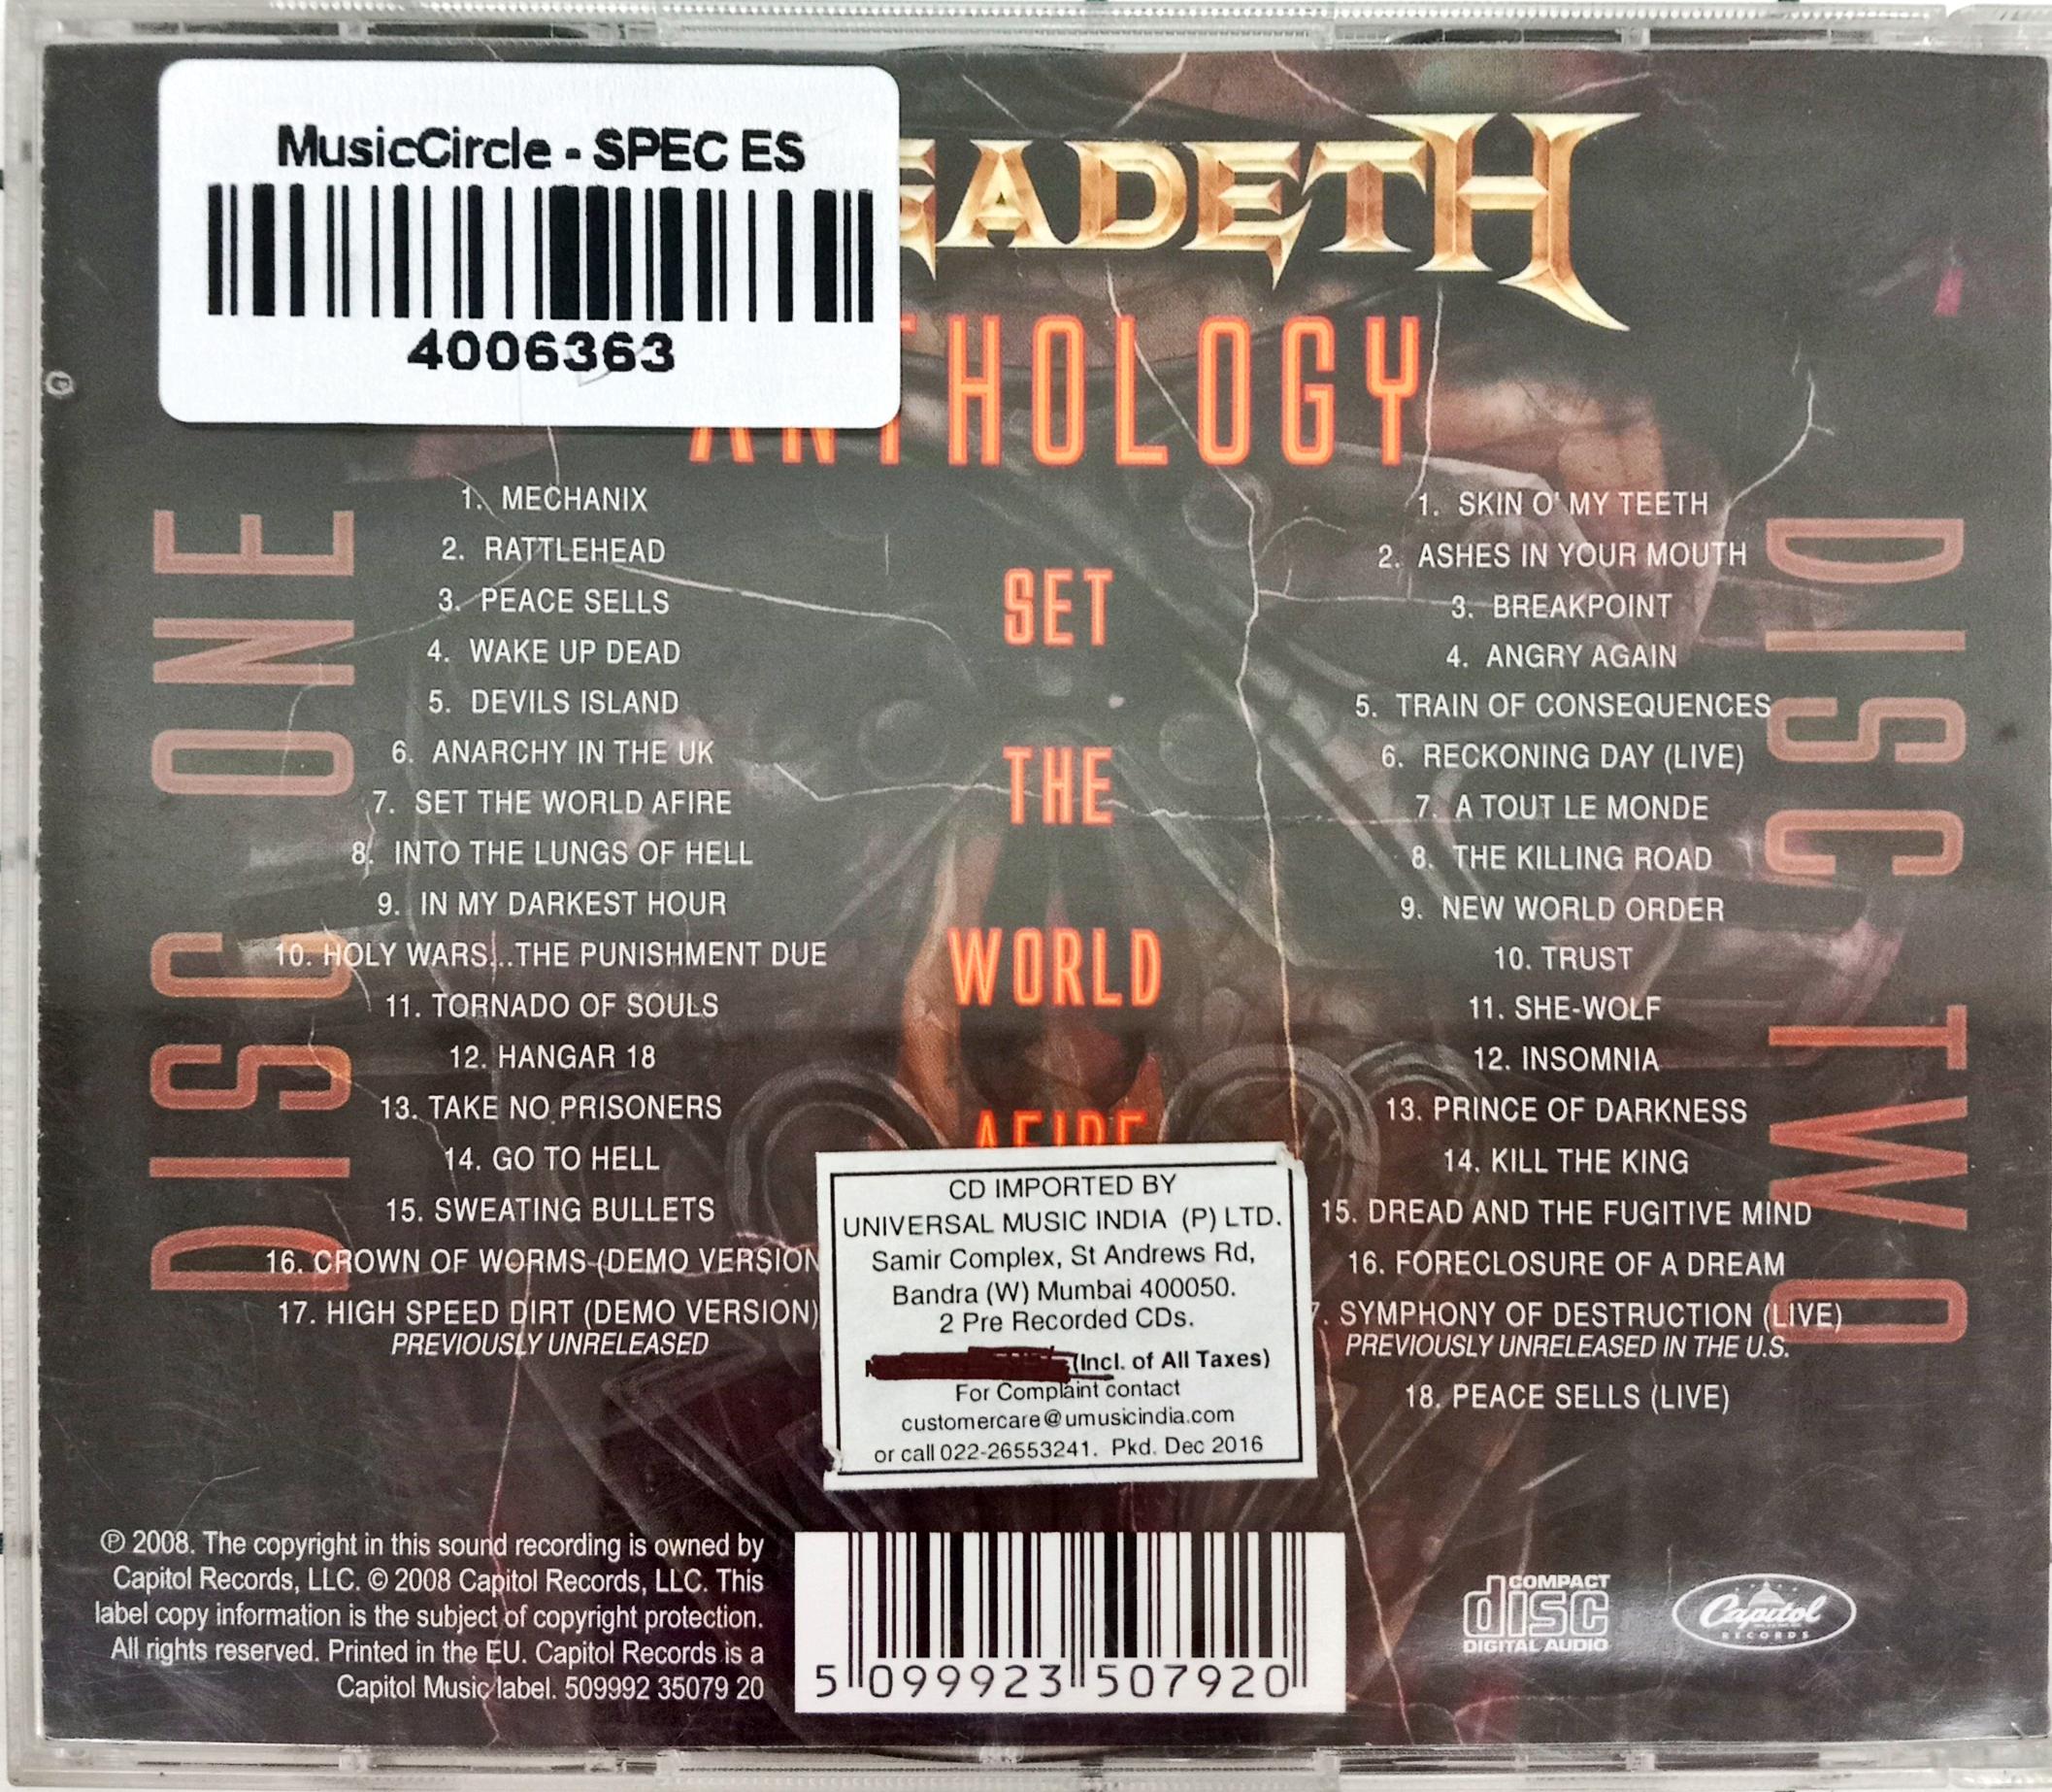 MusicCircle - SPEC ES
4006363
EADETH
ANTHOLOGY
SET
THE
WORLD
AFIRE
DISC ONE
1. MECHANIX
2. RATTLEHEAD
3. PEACE SELLS
4. WAKE UP DEAD
5. DEVILS ISLAND
6. ANARCHY IN THE UK
7. SET THE WORLD AFIRE
8. INTO THE LUNGS OF HELL
9. IN MY DARKEST HOUR
10. HOLY WARS...THE PUNISHMENT DUE
11. TORNADO OF SOULS
12. HANGAR 18
13. TAKE NO PRISONERS
14. GO TO HELL
15. SWEATING BULLETS
16. CROWN OF WORMS (DEMO VERSION
17. HIGH SPEED DIRT (DEMO VERSION)
PREVIOUSLY UNRELEASED
DISC TWO
1. SKIN O' MY TEETH
2. ASHES IN YOUR MOUTH
3. BREAKPOINT
4. ANGRY AGAIN
5. TRAIN OF CONSEQUENCES
6. RECKONING DAY (LIVE)
7. A TOUT LE MONDE
8. THE KILLING ROAD
9. NEW WORLD ORDER
10. TRUST
11. SHE-WOLF
12. INSOMNIA
13. PRINCE OF DARKNESS
14. KILL THE KING
15. DREAD AND THE FUGITIVE MIND
16. FORECLOSURE OF A DREAM
7. SYMPHONY OF DESTRUCTION (LIVE)
PREVIOUSLY UNRELEASED IN THE U.S.
18. PEACE SELLS (LIVE)
CD IMPORTED BY
UNIVERSAL MUSIC INDIA (P) LTD.
Samir Complex, St Andrews Rd,
Bandra (W) Mumbai 400050.
2 Pre Recorded CDs.
(Incl. of All Taxes)
For Complaint contact
customercare@umusicindia.com
or call 022-26553241. Pkd. Dec 2016
℗ 2008. The copyright in this sound recording is owned by
Capitol Records, LLC. © 2008 Capitol Records, LLC. This
label copy information is the subject of copyright protection.
All rights reserved. Printed in the EU. Capitol Records is a
Capitol Music label. 509992 35079 20
5 099923 507920
COMPACT
disc
DIGITAL AUDIO
Capitol
RECORDS